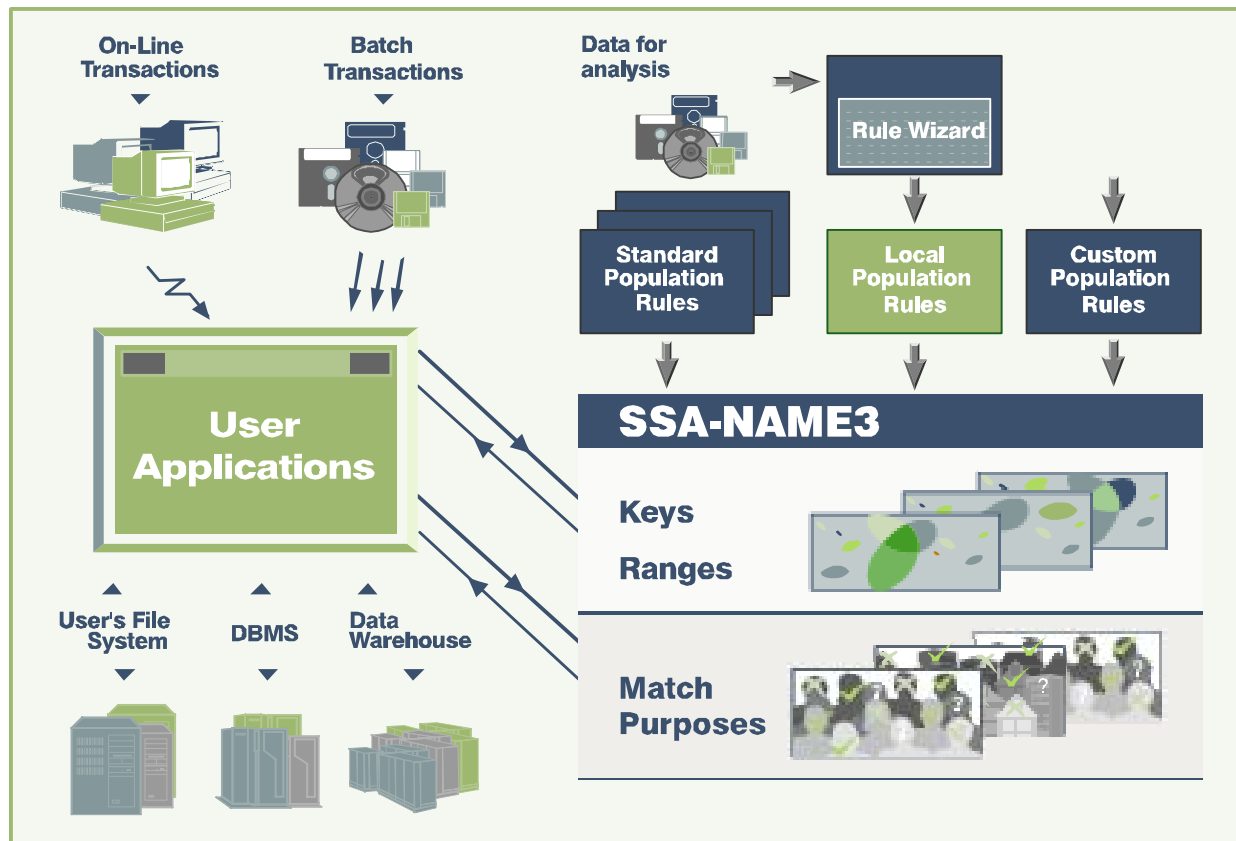 On-Line
Transactions
Batch
Transactions
Data for
analysis
Rule Wizard
Standard
Population
Rules
Local
Population
Rules
Custom
Population
Rules
User
Applications
SSA-NAME3
Keys
Ranges
Match
Purposes
User's File
System
DBMS
Data
Warehouse